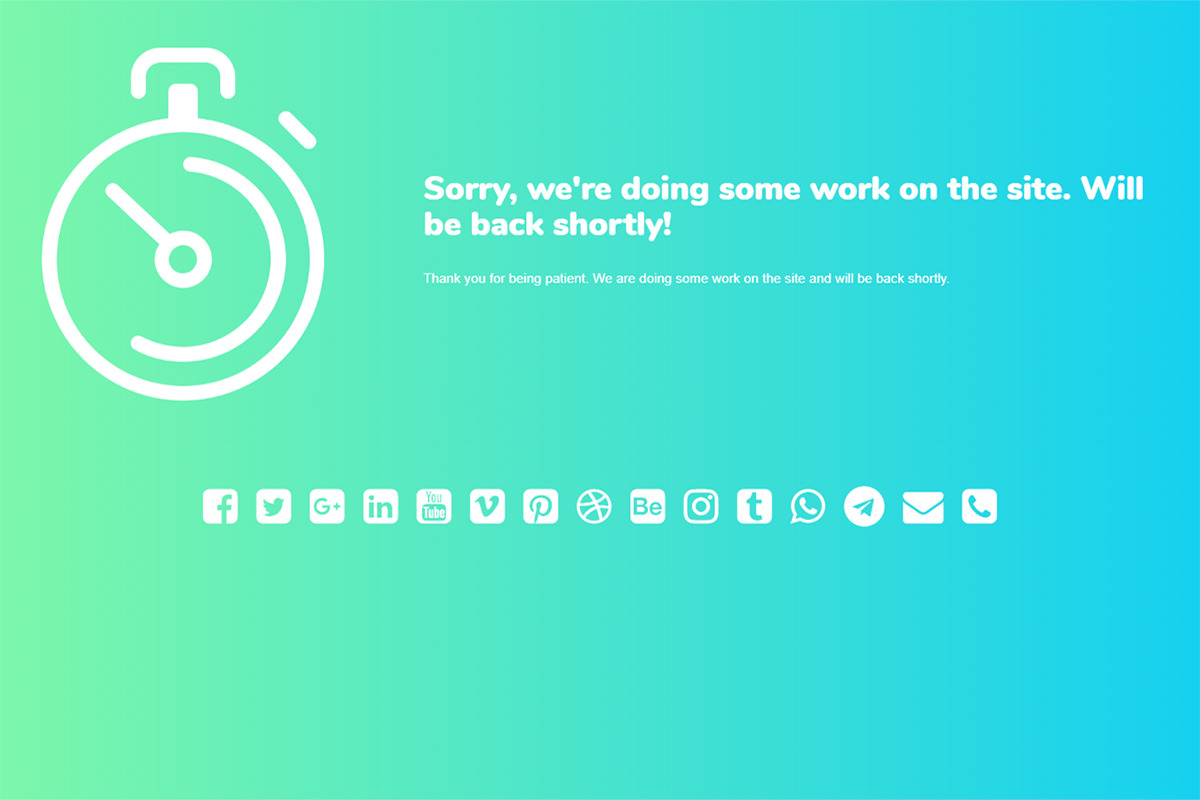 Sorry, we're doing some work on the site. Will
be back shortly!
Thank you for being patient. We are doing some work on the site and will be back shortly.
f G+ in You Tube v p Be t